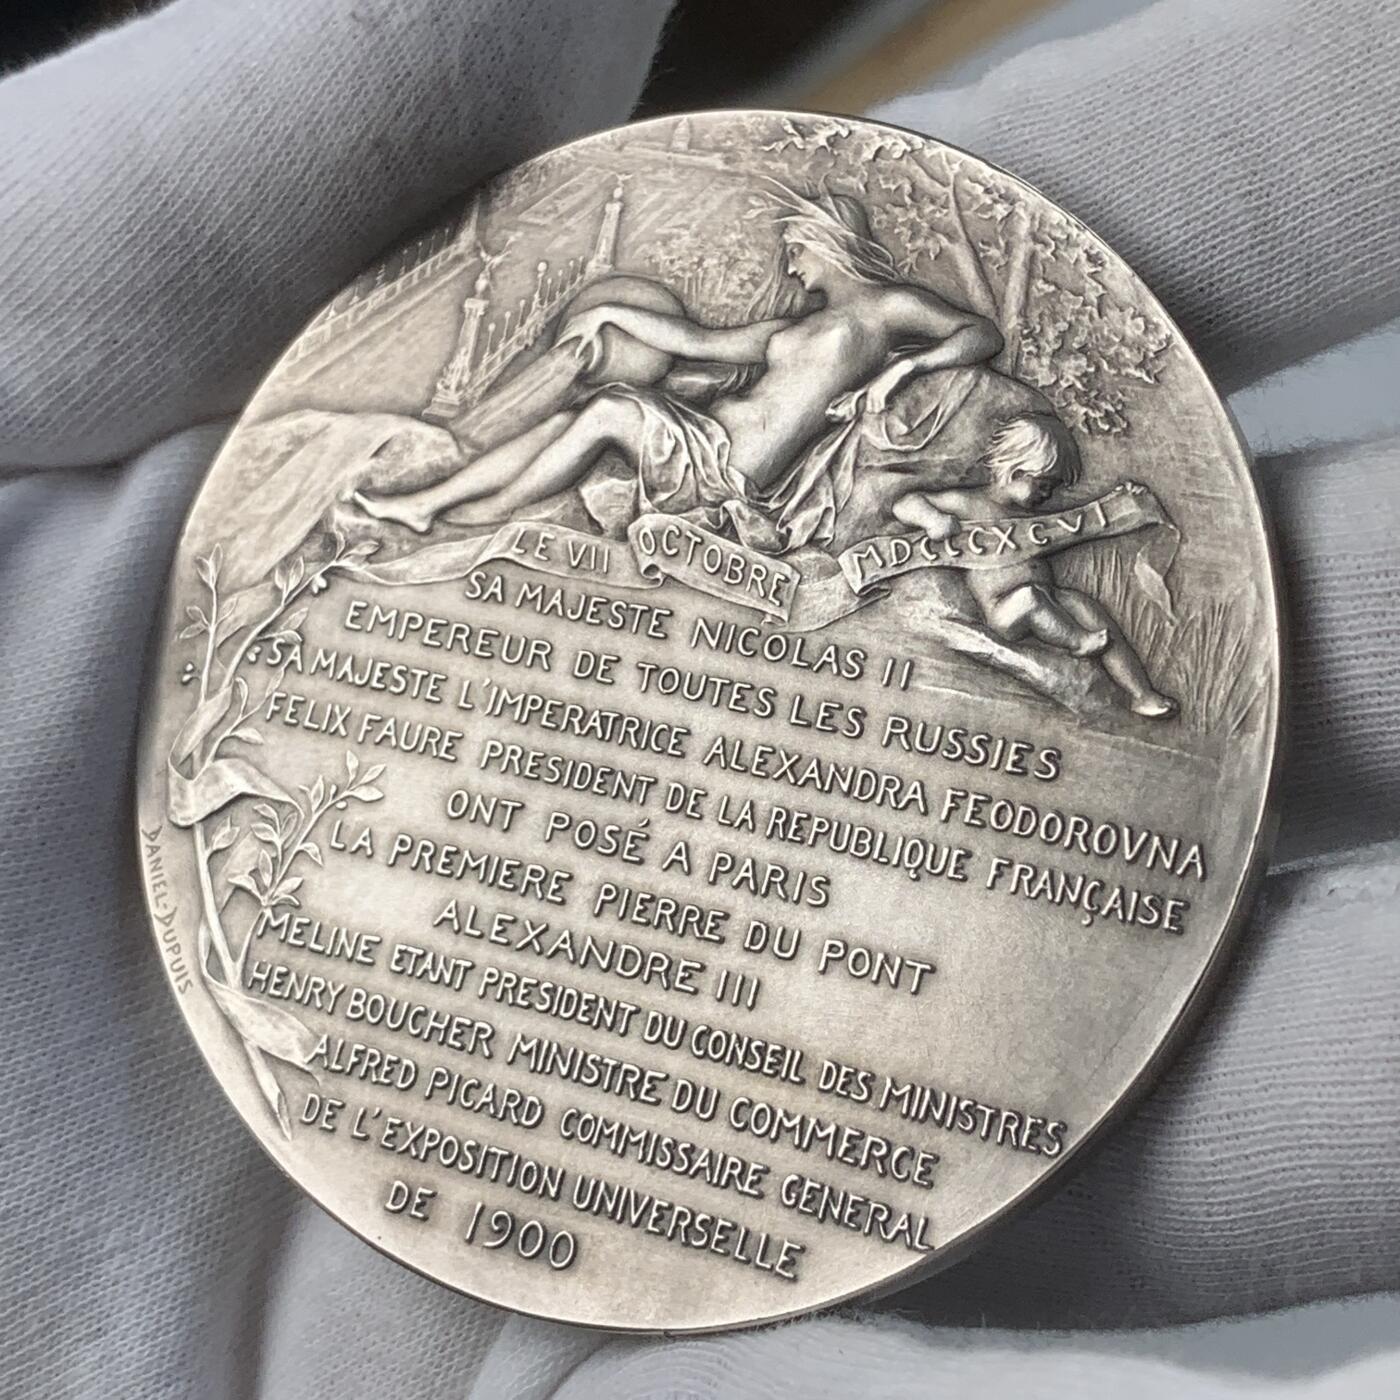 LE VII OCTOBRE MDCCCXCVI
SA MAJESTE NICOLAS II
EMPEREUR DE TOUTES LES RUSSIES
SA MAJESTE L'IMPERATRICE ALEXANDRA FEODOROVNA
FELIX FAURE PRESIDENT DE LA REPUBLIQUE FRANÇAISE
ONT POSÉ A PARIS
LA PREMIERE PIERRE DU PONT
ALEXANDRE III
MELINE ETANT PRESIDENT DU CONSEIL DES MINISTRES
HENRY BOUCHER MINISTRE DU COMMERCE
ALFRED PICARD COMMISSAIRE GENERAL
DE L'EXPOSITION UNIVERSELLE
DE 1900
DANIEL-DUPUIS